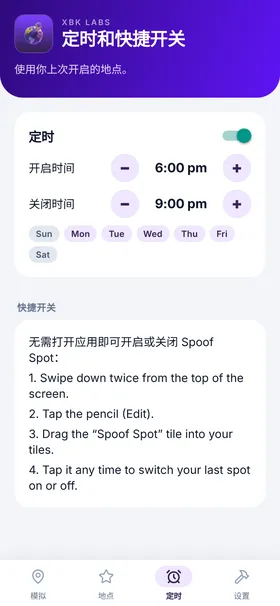 XBK LABS
定时和快捷开关
使用你上次开启的地点。
定时
开启时间
− 6:00 pm +
关闭时间
− 9:00 pm +
Sun Mon Tue Wed Thu Fri
Sat
快捷开关
无需打开应用即可开启或关闭 Spoof
Spot：
1. Swipe down twice from the top of the
screen.
2. Tap the pencil (Edit).
3. Drag the “Spoof Spot” tile into your
tiles.
4. Tap it any time to switch your last spot
on or off.
模拟 地点 定时 设置